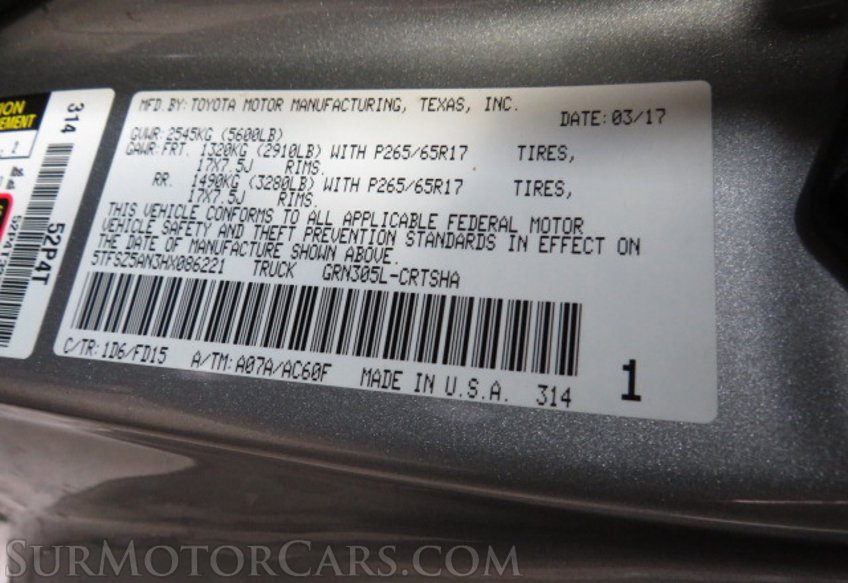 MFD.BY:TOYOTA MOTOR MANUFACTURING, TEXAS, INC.
DATE:03/17
GVWR:2545KG (5600LB)
GAWR:FRT. 1320KG (2910LB) WITH P265/65R17 TIRES,
17X7.5J RIMS.
RR. 1490KG (3280LB) WITH P265/65R17 TIRES,
17X7.5J RIMS.
THIS VEHICLE CONFORMS TO ALL APPLICABLE FEDERAL MOTOR
VEHICLE SAFETY AND THEFT PREVENTION STANDARDS IN EFFECT ON
THE DATE OF MANUFACTURE SHOWN ABOVE.
5TFSZ5AN3HX086221 TRUCK GRN305L-CRTSHA
C/TR:1D6/FD15 A/TM:A07A/AC60F MADE IN U.S.A. 314
1
314
52P4T
SurMotorCars.com